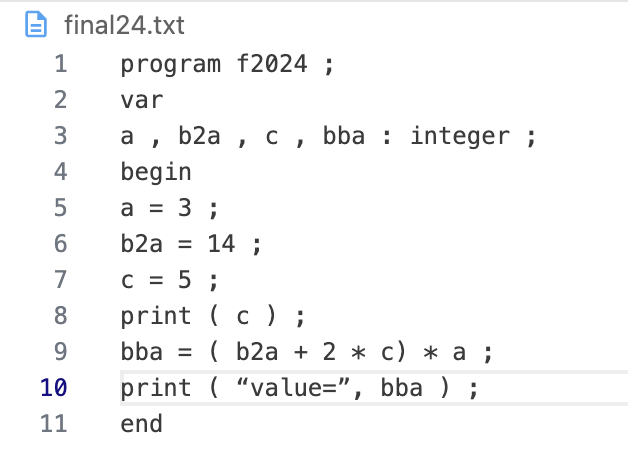 final24.txt
1 program f2024 ;
2 var
3 a , b2a , c , bba : integer ;
4 begin
5 a = 3 ;
6 b2a = 14 ;
7 c = 5 ;
8 print ( c ) ;
9 bba = ( b2a + 2 * c) * a ;
10 print ( “value=”, bba ) ;
11 end